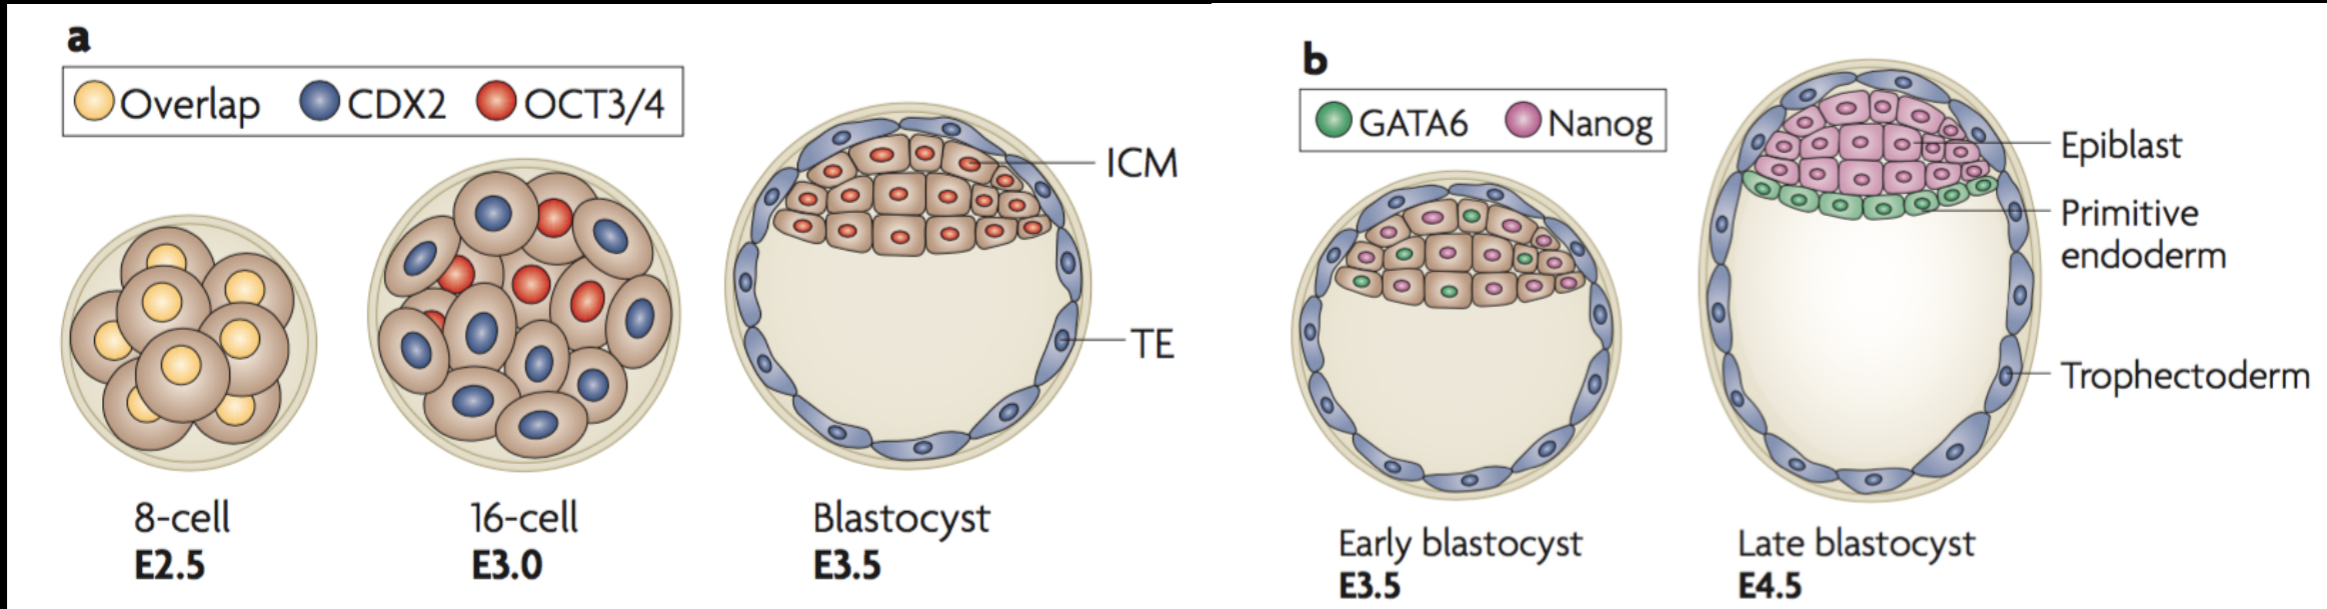 a
Overlap CDX2 OCT3/4
ICM
TE
8-cell
E2.5
16-cell
E3.0
Blastocyst
E3.5
b
GATA6 Nanog
Epiblast
Primitive
endoderm
Trophectoderm
Early blastocyst
E3.5
Late blastocyst
E4.5